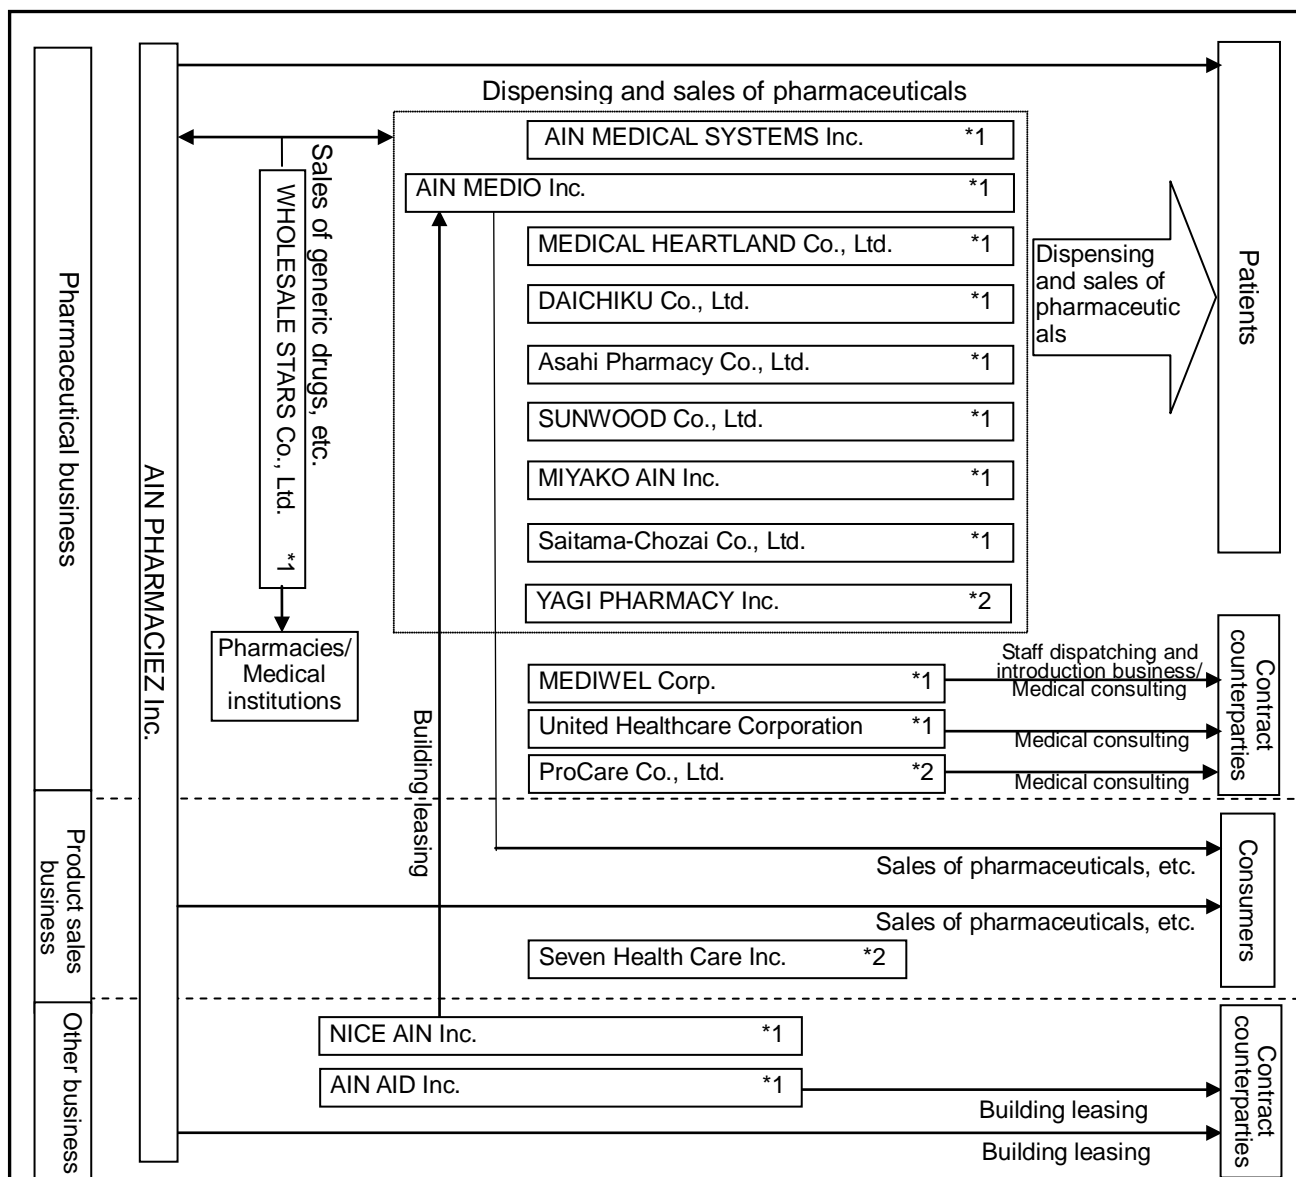 Pharmaceutical business
Product sales
business
Other business
AIN PHARMACIEZ Inc.
Dispensing and sales of pharmaceuticals
Sales of generic drugs, etc.
WHOLESALE STARS Co., Ltd. *1
Pharmacies/
Medical
institutions
AIN MEDICAL SYSTEMS Inc. *1
AIN MEDIO Inc. *1
MEDICAL HEARTLAND Co., Ltd. *1
DAICHIKU Co., Ltd. *1
Asahi Pharmacy Co., Ltd. *1
SUNWOOD Co., Ltd. *1
MIYAKO AIN Inc. *1
Saitama-Chozai Co., Ltd. *1
YAGI PHARMACY Inc. *2
Dispensing
and sales of
pharmaceutic
als
Patients
MEDIWEL Corp. *1
Staff dispatching and
introduction business/
Medical consulting
United Healthcare Corporation *1
Medical consulting
ProCare Co., Ltd. *2
Medical consulting
Contract
counterparties
Building leasing
Sales of pharmaceuticals, etc.
Sales of pharmaceuticals, etc.
Consumers
Seven Health Care Inc. *2
NICE AIN Inc. *1
AIN AID Inc. *1
Building leasing
Building leasing
Contract
counterparties